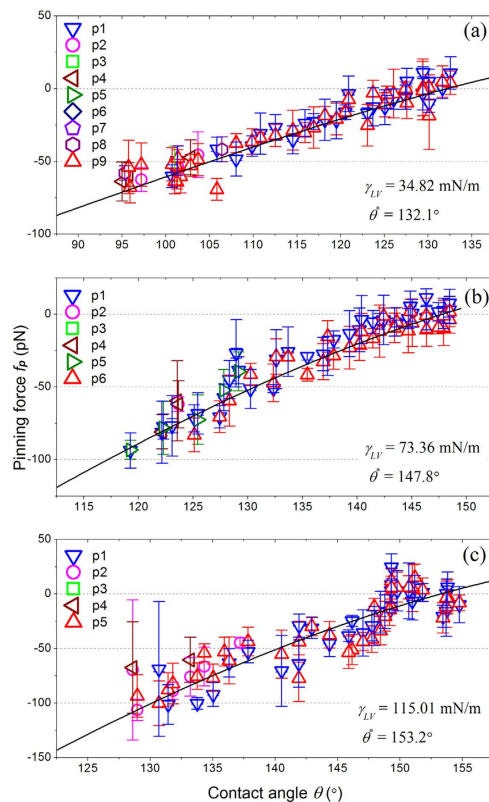 (a)
p1
p2
p3
p4
p5
p6
p7
p8
p9
50
0
-50
-100
90 95 100 105 110 115 120 125 130 135
γLV = 34.82 mN/m
θ* = 132.1°
(b)
p1
p2
p3
p4
p5
p6
50
0
-50
-100
115 120 125 130 135 140 145 150
γLV = 73.36 mN/m
θ* = 147.8°
Pinning force fP (pN)
(c)
p1
p2
p3
p4
p5
50
0
-50
-100
-150
125 130 135 140 145 150 155
γLV = 115.01 mN/m
θ* = 153.2°
Contact angle θ (°)